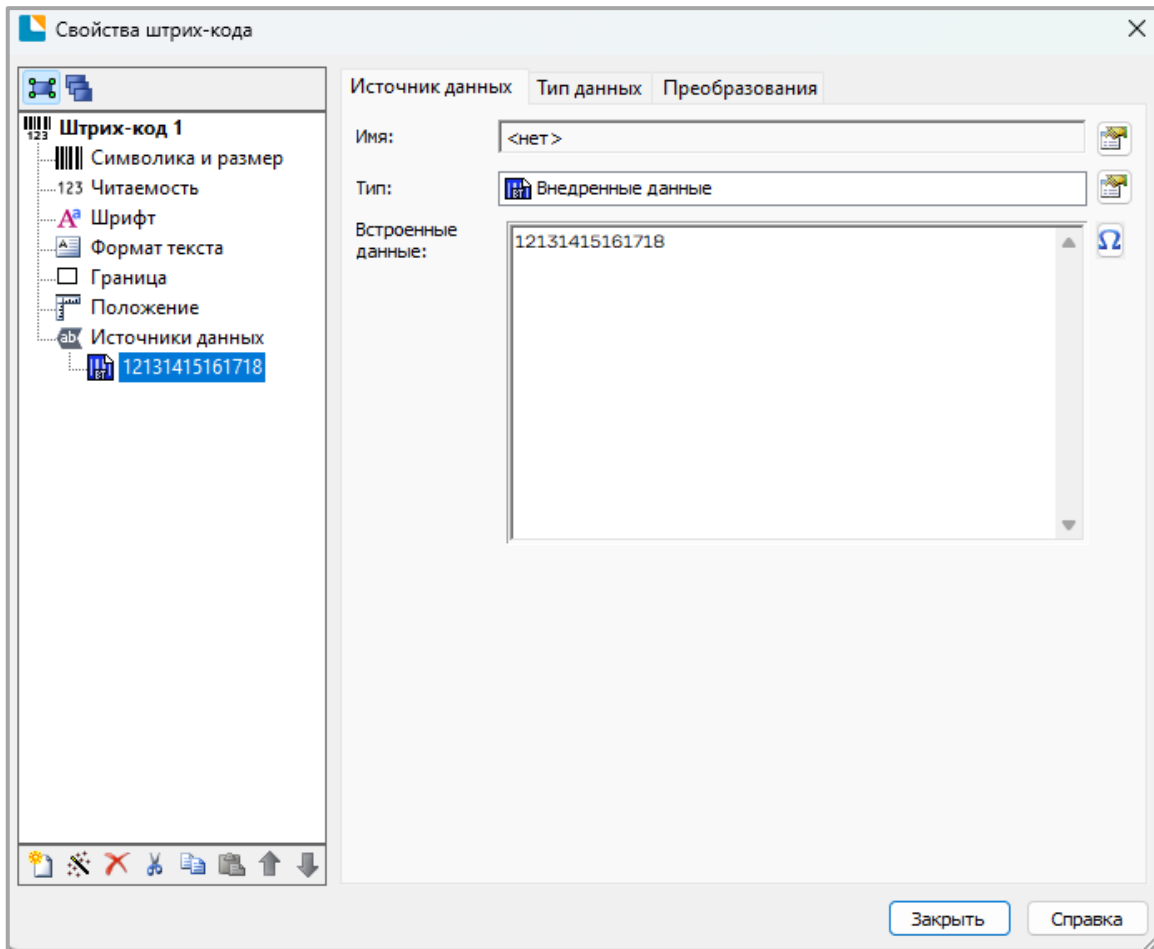 Свойства штрих-кода
Штрих-код 1
Символика и размер
123 Читаемость
Шрифт
Формат текста
Граница
Положение
Источники данных
12131415161718
Источник данных
Тип данных
Преобразования
Имя:
<нет>
Тип:
Внедренные данные
Встроенные
данные:
12131415161718
Ω
Закрыть
Справка